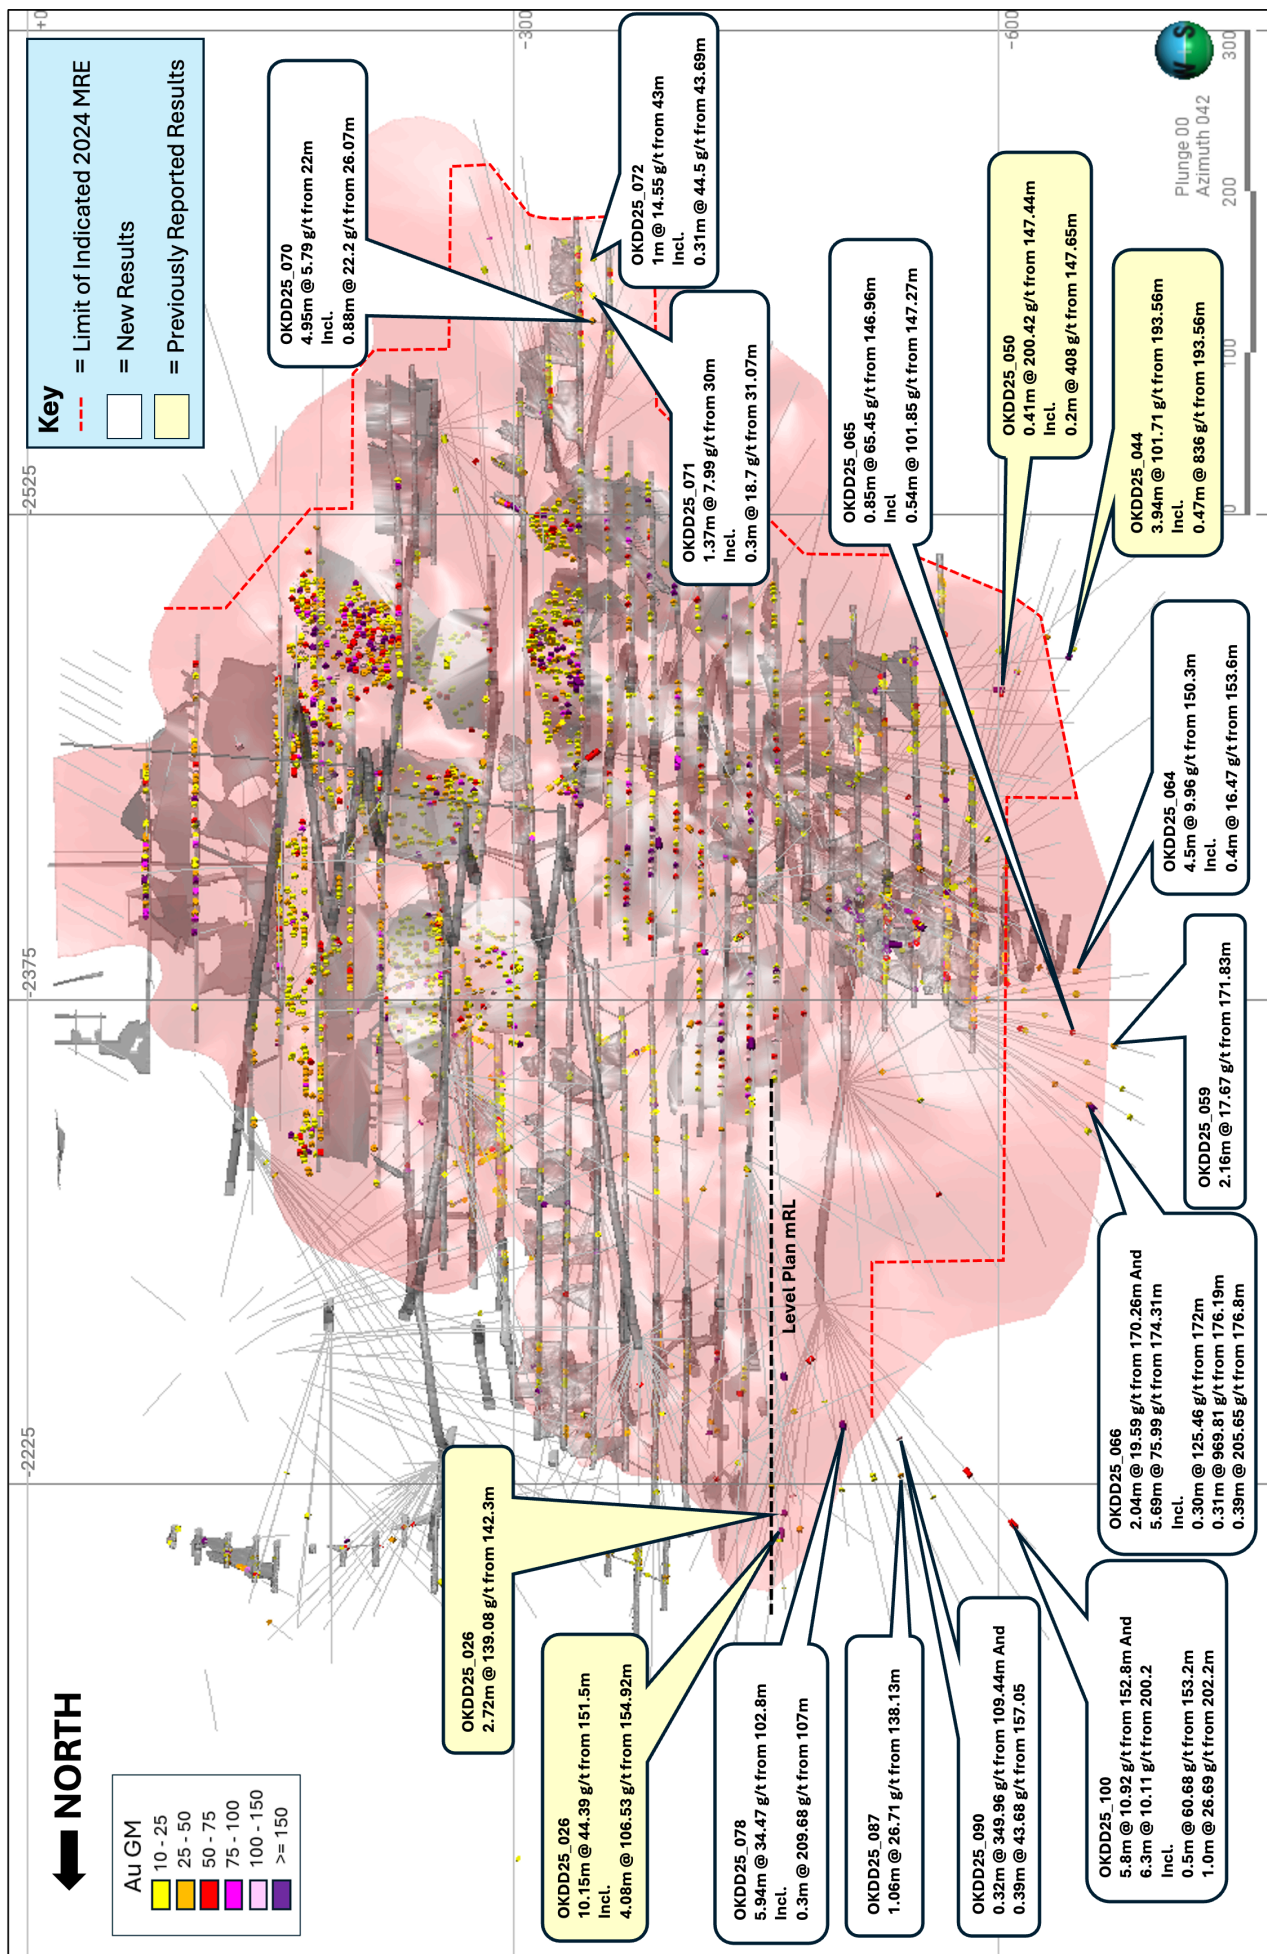 NORTH
Au GM
10 - 25
25 - 50
50 - 75
75 - 100
100 - 150
>= 150
-2225
-2375
-2525
+0
-300
-600
Key
= Limit of Indicated 2024 MRE
= New Results
= Previously Reported Results
OKDD25_026
2.72m @ 139.08 g/t from 142.3m
OKDD25_026
10.15m @ 44.39 g/t from 151.5m
Incl.
4.08m @ 106.53 g/t from 154.92m
OKDD25_078
5.94m @ 34.47 g/t from 102.8m
Incl.
0.3m @ 209.68 g/t from 107m
OKDD25_087
1.06m @ 26.71 g/t from 138.13m
OKDD25_090
0.32m @ 349.96 g/t from 109.44m And
0.39m @ 43.68 g/t from 157.05
OKDD25_100
5.8m @ 10.92 g/t from 152.8m And
6.3m @ 10.11 g/t from 200.2
Incl.
0.5m @ 60.68 g/t from 153.2m
1.0m @ 26.69 g/t from 202.2m
Level Plan mRL
OKDD25_066
2.04m @ 19.59 g/t from 170.26m And
5.69m @ 75.99 g/t from 174.31m
Incl.
0.30m @ 125.46 g/t from 172m
0.31m @ 969.81 g/t from 176.19m
0.39m @ 205.65 g/t from 176.8m
OKDD25_059
2.16m @ 17.67 g/t from 171.83m
OKDD25_064
4.5m @ 9.96 g/t from 150.3m
Incl.
0.4m @ 16.47 g/t from 153.6m
OKDD25_070
4.95m @ 5.79 g/t from 22m
Incl.
0.88m @ 22.2 g/t from 26.07m
OKDD25_072
1m @ 14.55 g/t from 43m
Incl.
0.31m @ 44.5 g/t from 43.69m
OKDD25_071
1.37m @ 7.99 g/t from 30m
Incl.
0.3m @ 18.7 g/t from 31.07m
OKDD25_065
0.85m @ 65.45 g/t from 146.96m
Incl
0.54m @ 101.85 g/t from 147.27m
OKDD25_050
0.41m @ 200.42 g/t from 147.44m
Incl.
0.2m @ 408 g/t from 147.65m
OKDD25_044
3.94m @ 101.71 g/t from 193.56m
Incl.
0.47m @ 836 g/t from 193.56m
Plunge 00
Azimuth 042
W S
0
100
200
300